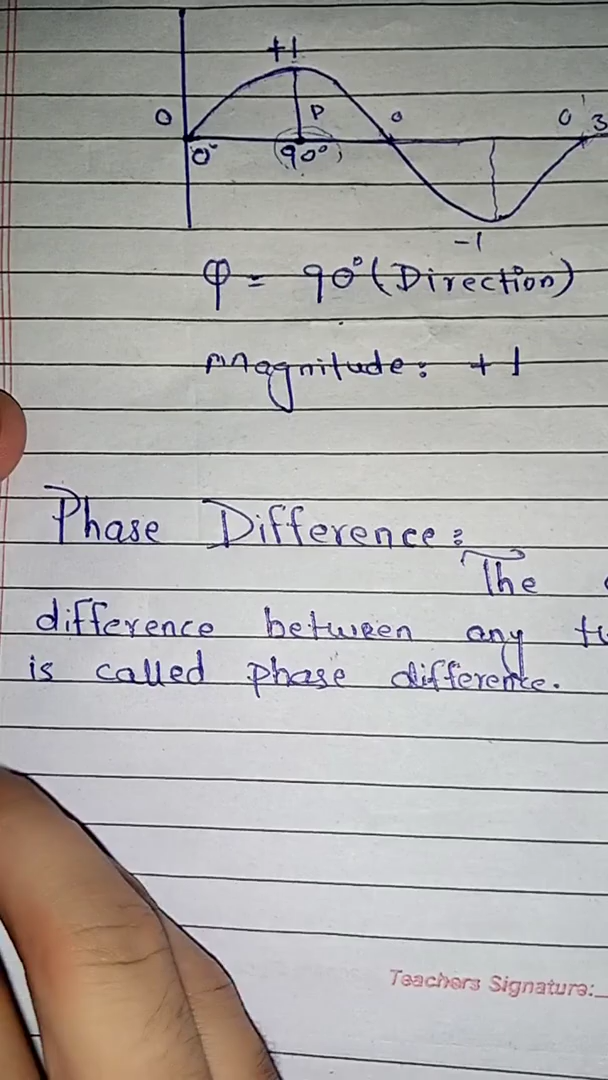 +1
0 P 0 0 3
0° 90°
-1
φ = 90° (Direction)
Magnitude: +1
Phase Difference:
The
difference between any
is called phase difference.
Teachers Signature: